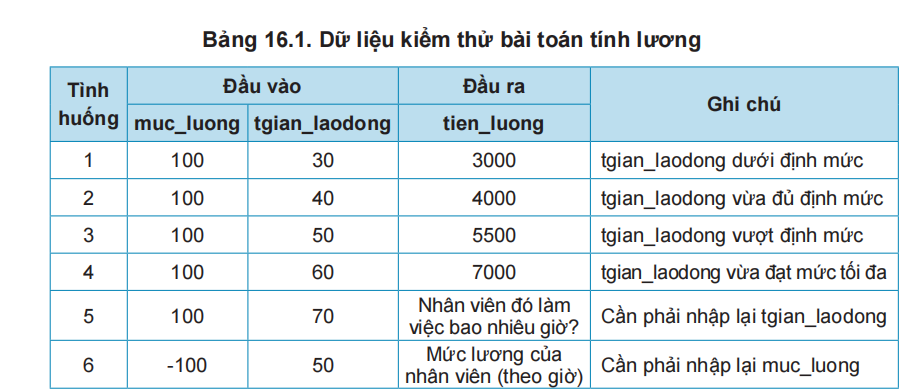 Bảng 16.1. Dữ liệu kiểm thử bài toán tính lương
Tình huống Đầu vào Đầu ra Ghi chú
muc_luong tgian_laodong tien_luong
1 100 30 3000 tgian_laodong dưới định mức
2 100 40 4000 tgian_laodong vừa đủ định mức
3 100 50 5500 tgian_laodong vượt định mức
4 100 60 7000 tgian_laodong vừa đạt mức tối đa
5 100 70 Nhân viên đó làm việc bao nhiêu giờ? Cần phải nhập lại tgian_laodong
6 -100 50 Mức lương của nhân viên (theo giờ) Cần phải nhập lại muc_luong